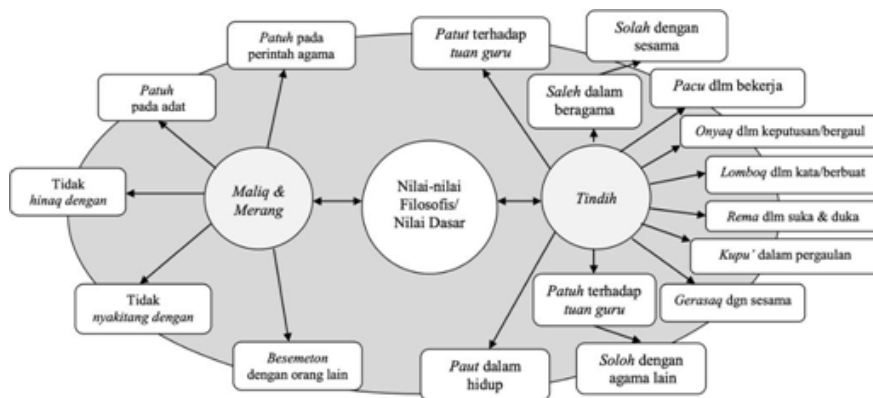 Patuh pada
perintah agama
Patut terhadap
tuan guru
Solah dengan
sesama
Patuh
pada adat
Saleh dalam
beragama
Pacu dlm bekerja
Onyaq dlm keputusan/bergaul
Tidak
hinaq dengan
Maliq &
Merang
Nilai-nilai
Filosofis/
Nilai Dasar
Tindih
Lomboq dlm kata/berbuat
Rema dlm suka & duka
Kupu' dalam pergaulan
Tidak
nyakitang dengan
Patuh terhadap
tuan guru
Gerasaq dgn sesama
Besemeton
dengan orang lain
Paut dalam
hidup
Soloh dengan
agama lain